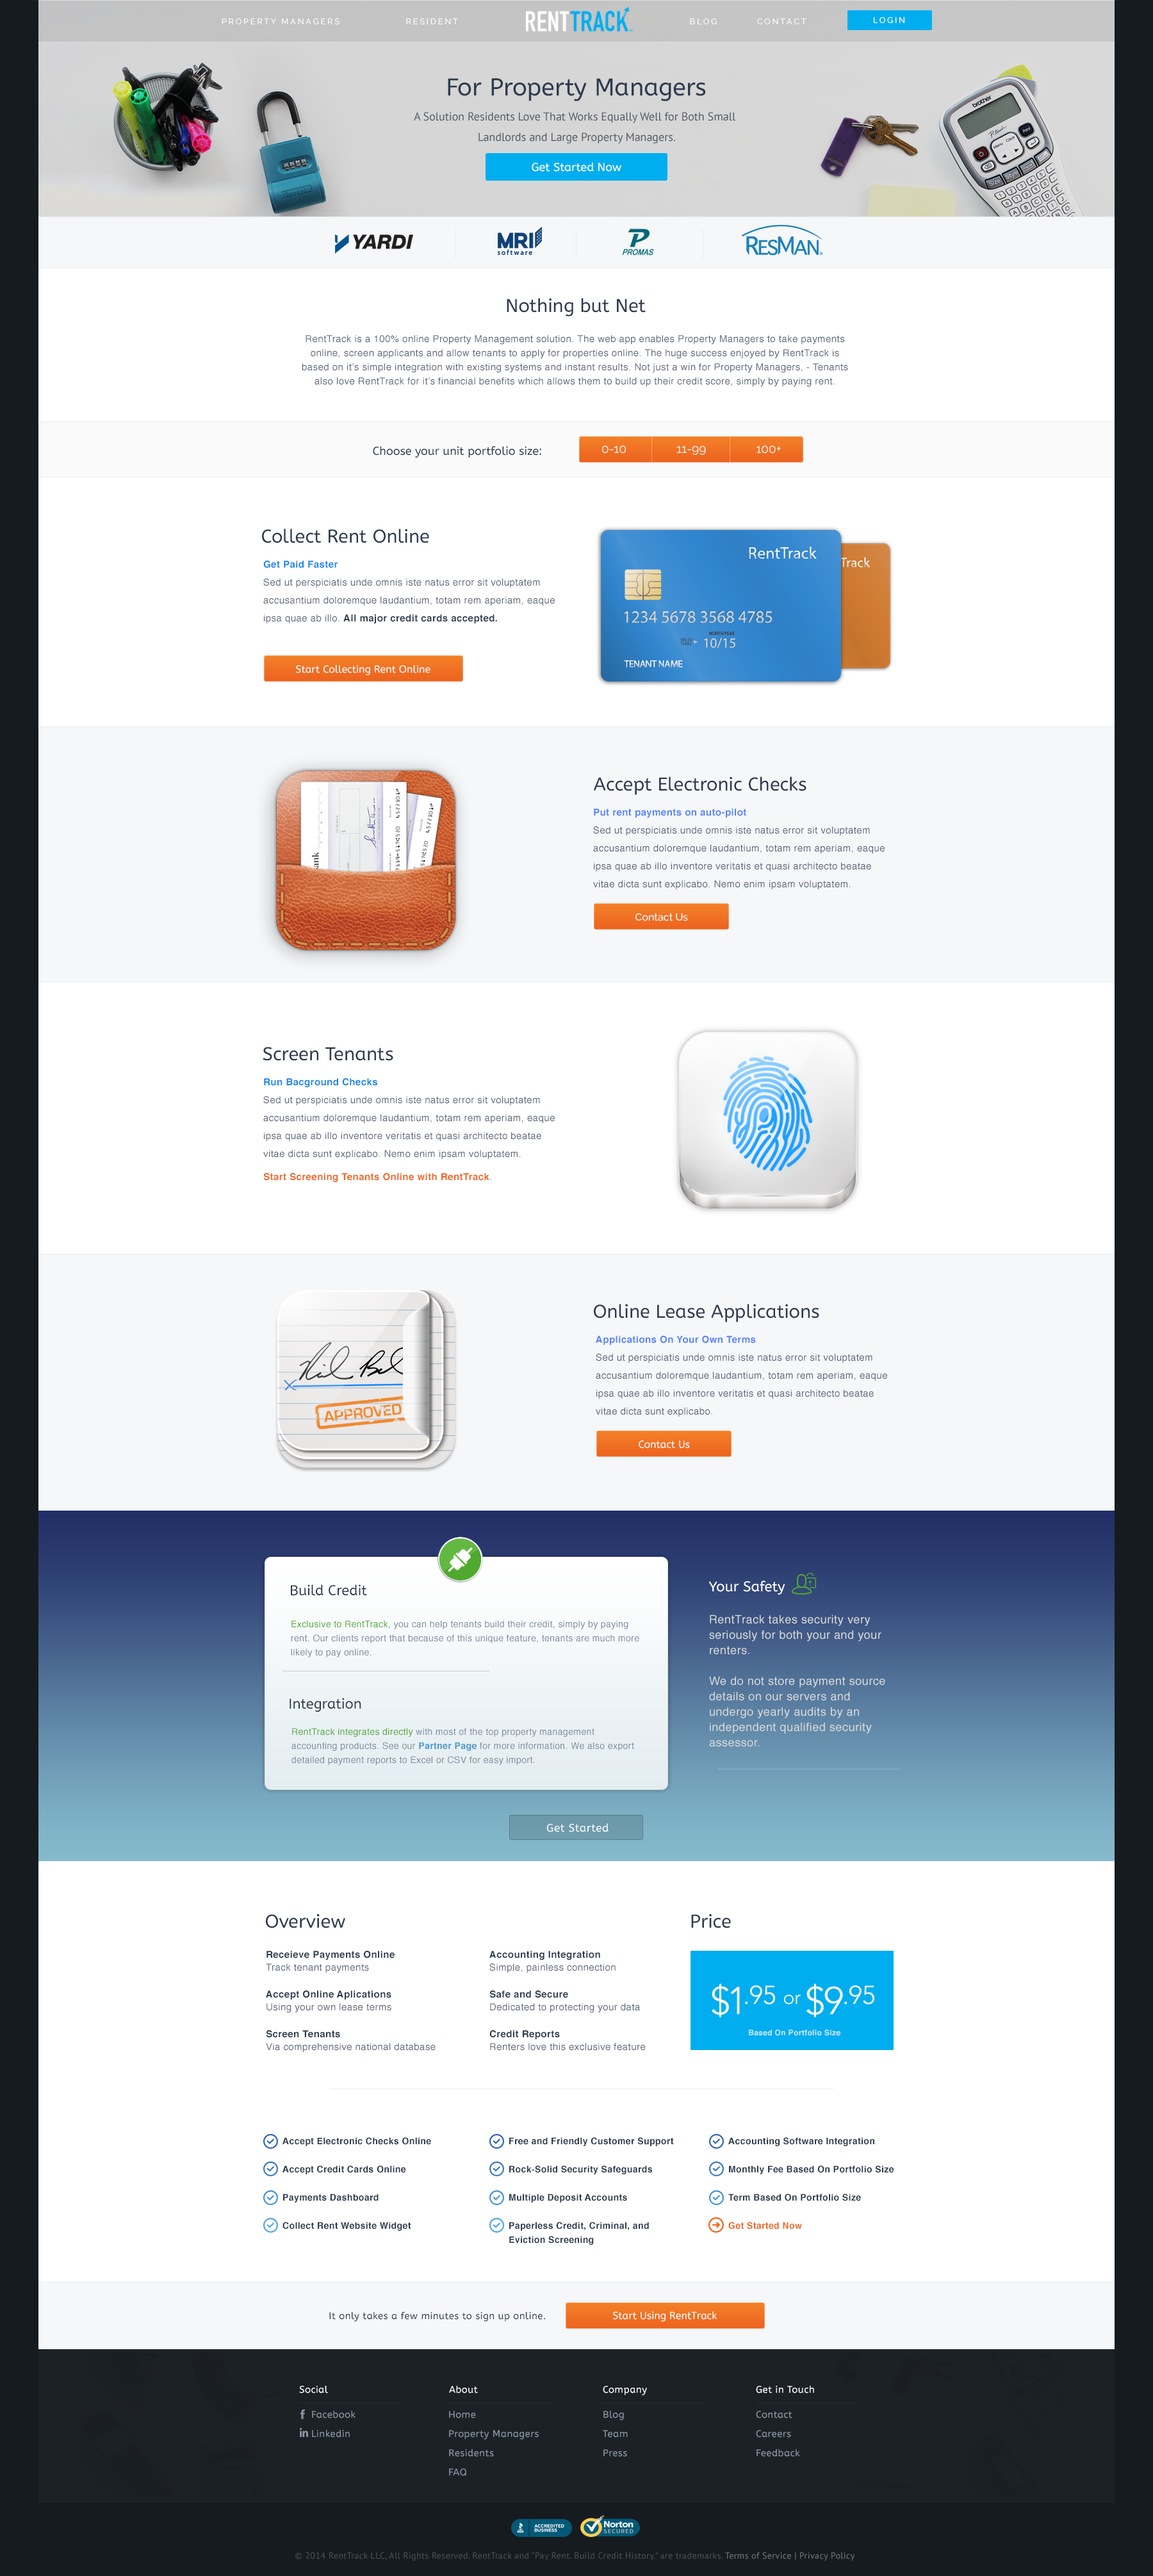 PROPERTY MANAGERS RESIDENT RENTTRACK BLOG CONTACT LOGIN
For Property Managers
A Solution Residents Love That Works Equally Well for Both Small
Landlords and Large Property Managers.
Get Started Now
brother
YARDI MRI software P PROMAS RESMAN
Nothing but Net
RentTrack is a 100% online Property Management solution. The web app enables Property Managers to take payments
online, screen applicants and allow tenants to apply for properties online. The huge success enjoyed by RentTrack is
based on it's simple integration with existing systems and instant results. Not just a win for Property Managers, - Tenants
also love RentTrack for it's financial benefits which allows them to build up their credit score, simply by paying rent.
Choose your unit portfolio size: 0-10 11-99 100+
Collect Rent Online
Get Paid Faster
Sed ut perspiciatis unde omnis iste natus error sit voluptatem
accusantium doloremque laudantium, totam rem aperiam, eaque
ipsa quae ab illo. All major credit cards accepted.
Start Collecting Rent Online
RentTrack
Track
1234 5678 3568 4785
10/15
TENANT NAME
Accept Electronic Checks
Put rent payments on auto-pilot
Sed ut perspiciatis unde omnis iste natus error sit voluptatem
accusantium doloremque laudantium, totam rem aperiam, eaque
ipsa quae ab illo inventore veritatis et quasi architecto beatae
vitae dicta sunt explicabo. Nemo enim ipsam voluptatem.
Contact Us
Screen Tenants
Run Bacground Checks
Sed ut perspiciatis unde omnis iste natus error sit voluptatem
accusantium doloremque laudantium, totam rem aperiam, eaque
ipsa quae ab illo inventore veritatis et quasi architecto beatae
vitae dicta sunt explicabo. Nemo enim ipsam voluptatem.
Start Screening Tenants Online with RentTrack.
APPROVED
Online Lease Applications
Applications On Your Own Terms
Sed ut perspiciatis unde omnis iste natus error sit voluptatem
accusantium doloremque laudantium, totam rem aperiam, eaque
ipsa quae ab illo inventore veritatis et quasi architecto beatae
vitae dicta sunt explicabo.
Contact Us
Build Credit
Exclusive to RentTrack, you can help tenants build their credit, simply by paying
rent. Our clients report that because of this unique feature, tenants are much more
likely to pay online.
Integration
RentTrack integrates directly with most of the top property management
accounting products. See our Partner Page for more information. We also export
detailed payment reports to Excel or CSV for easy import.
Your Safety
RentTrack takes security very
seriously for both your and your
renters.
We do not store payment source
details on our servers and
undergo yearly audits by an
independent qualified security
assessor.
Get Started
Overview
Receieve Payments Online
Track tenant payments
Accept Online Aplications
Using your own lease terms
Screen Tenants
Via comprehensive national database
Accounting Integration
Simple, painless connection
Safe and Secure
Dedicated to protecting your data
Credit Reports
Renters love this exclusive feature
Price
$1.95 or $9.95
Based On Portfolio Size
Accept Electronic Checks Online
Accept Credit Cards Online
Payments Dashboard
Collect Rent Website Widget
Free and Friendly Customer Support
Rock-Solid Security Safeguards
Multiple Deposit Accounts
Paperless Credit, Criminal, and
Eviction Screening
Accounting Software Integration
Monthly Fee Based On Portfolio Size
Term Based On Portfolio Size
Get Started Now
It only takes a few minutes to sign up online. Start Using RentTrack
Social
Facebook
Linkedin
About
Home
Property Managers
Residents
FAQ
Company
Blog
Team
Press
Get in Touch
Contact
Careers
Feedback
ACCREDITED
BUSINESS
Norton
SECURED
© 2014 RentTrack LLC, All Rights Reserved. RentTrack and "Pay Rent. Build Credit History." are trademarks. Terms of Service | Privacy Policy